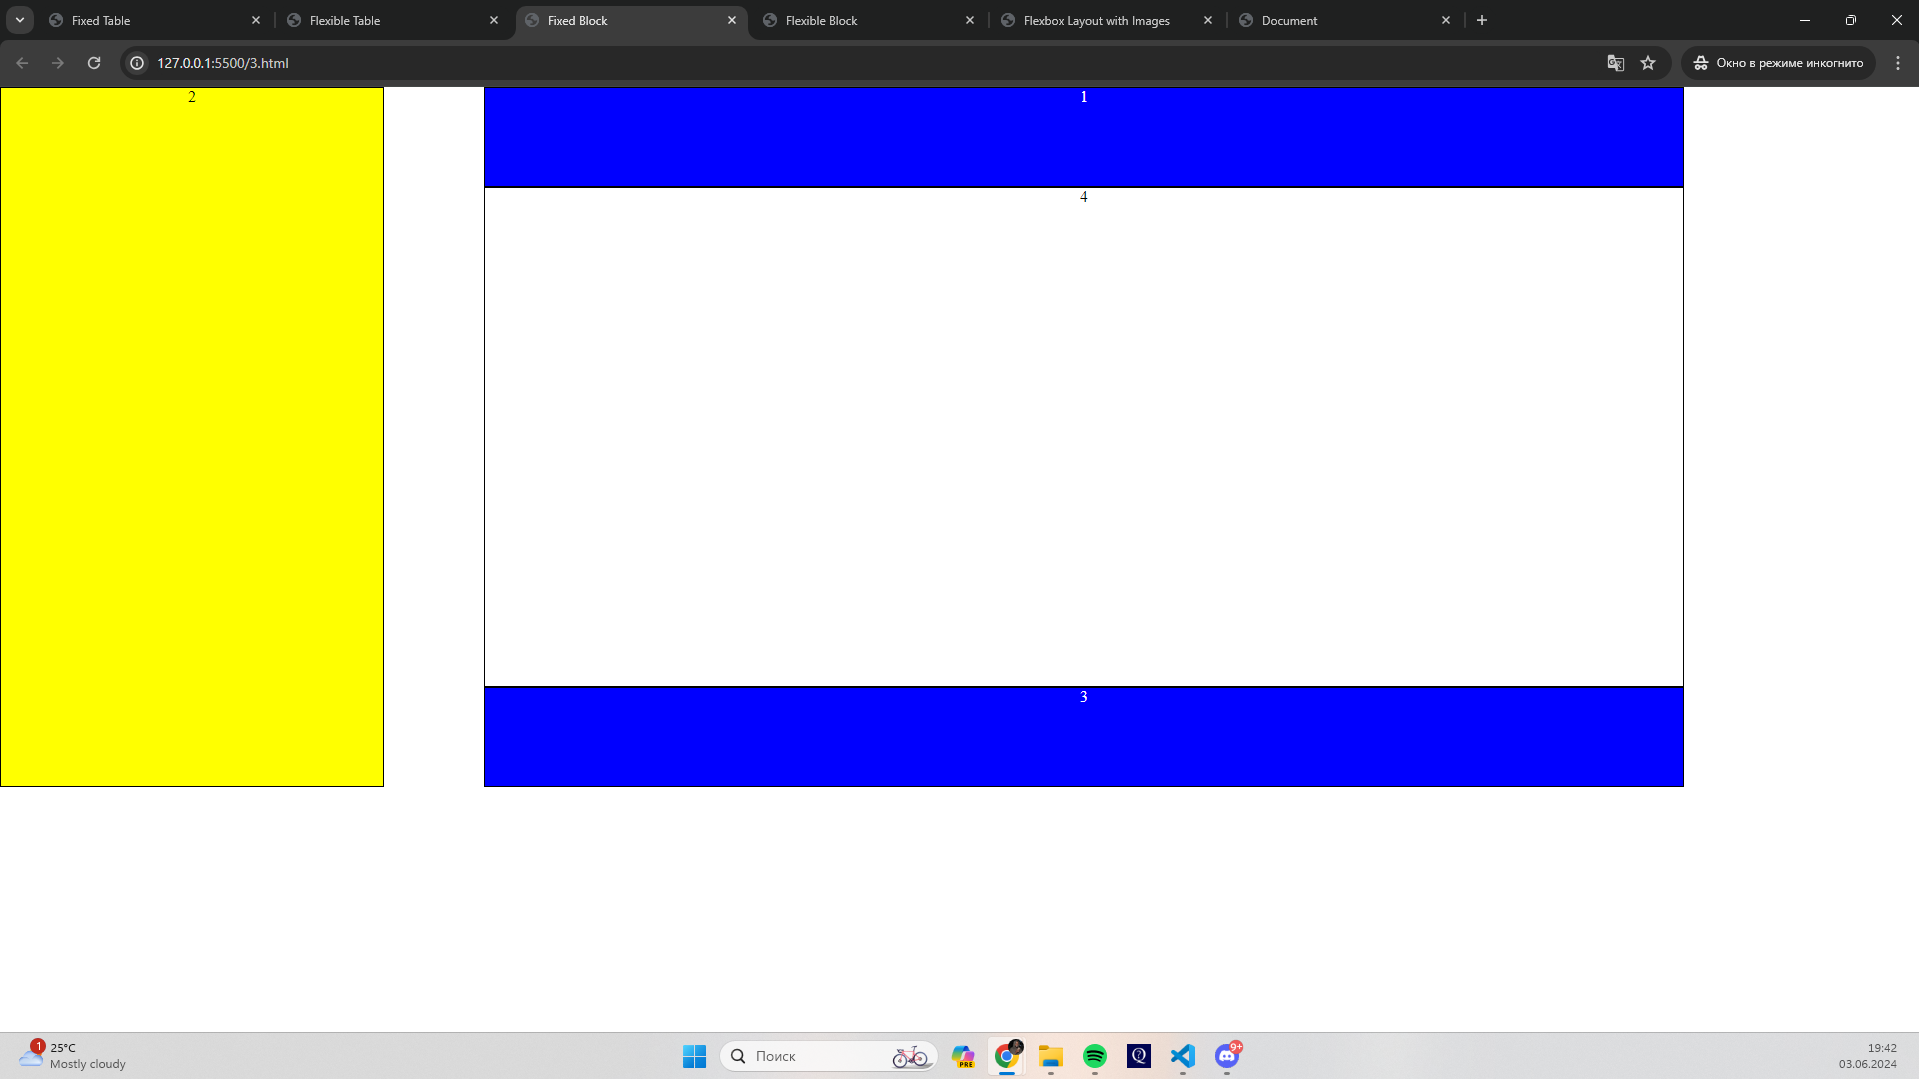 Fixed Table
Flexible Table
Fixed Block
Flexible Block
Flexbox Layout with Images
Document
127.0.0.1:5500/3.html
Окно в режиме инкогнито
2
1
4
3
1
25°C
Mostly cloudy
Поиск
PRE
9+
19:42
03.06.2024